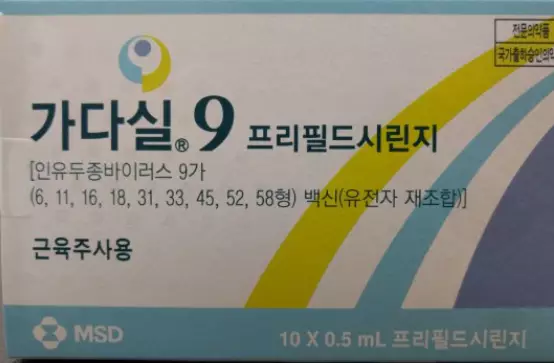 전문의약품
국가출하승인의약
가다실® 9 프리필드시린지
[인유두종바이러스 9가
(6, 11, 16, 18, 31, 33, 45, 52, 58형) 백신(유전자 재조합)]
근육주사용
MSD
10 X 0.5 mL 프리필드시린지